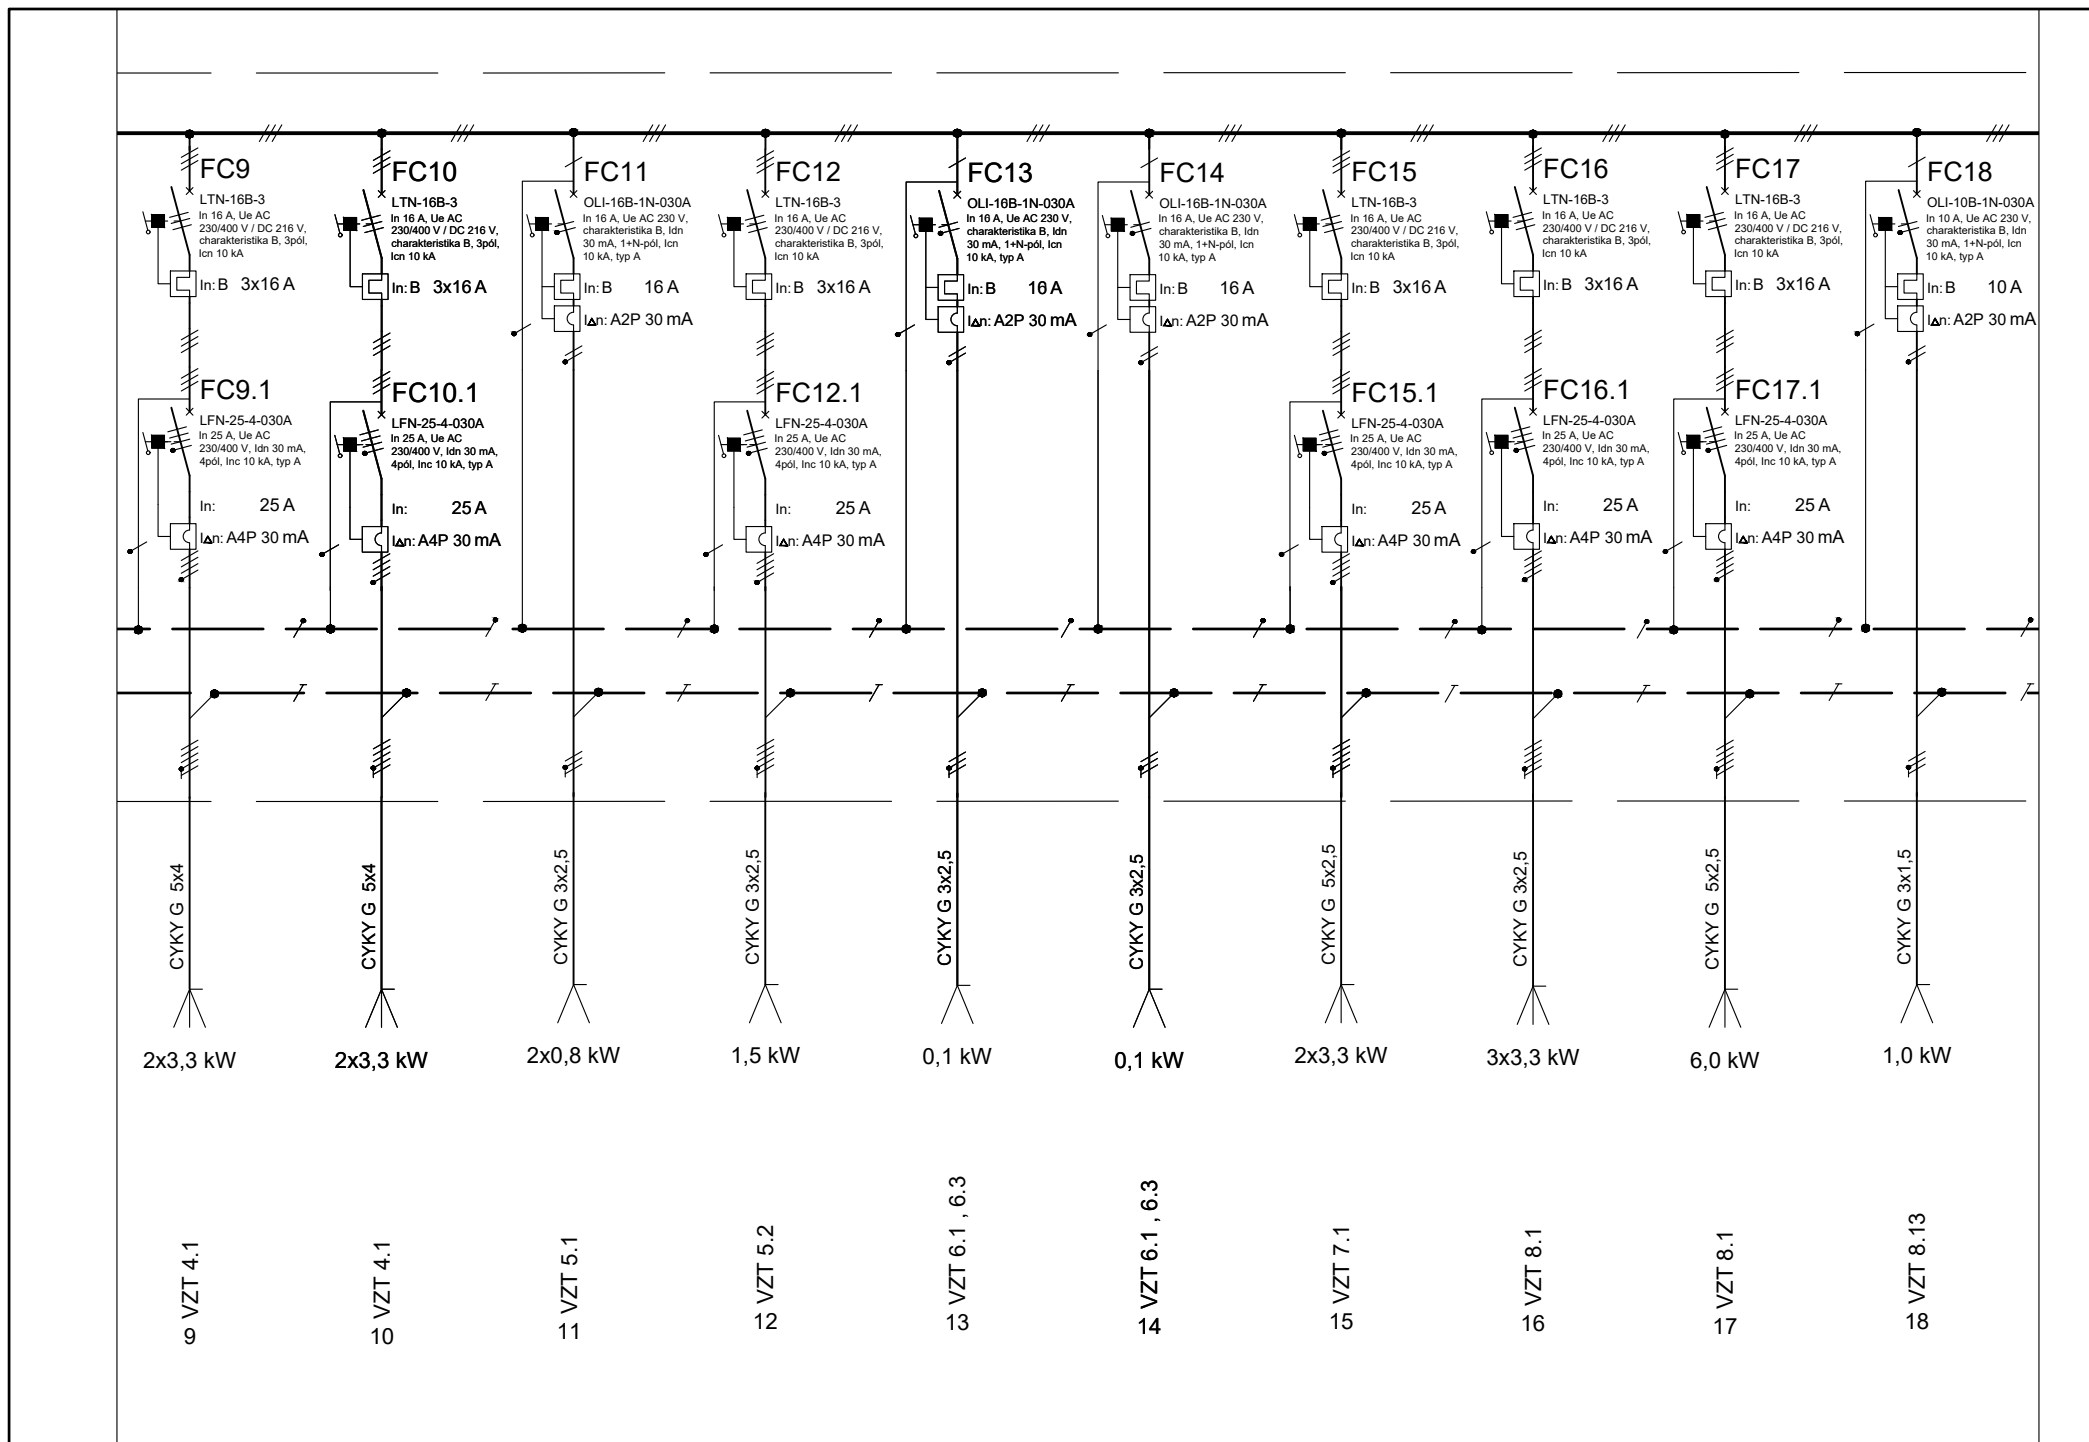 FC9
LTN-16B-3
In 16 A, Ue AC
230/400 V / DC 216 V,
charakteristika B, 3pól,
Icn 10 kA
In: B 3x16 A
FC9.1
LFN-25-4-030A
In 25 A, Ue AC
230/400 V, Idn 30 mA,
4pól, Inc 10 kA, typ A
In: 25 A
IΔn: A4P 30 mA
CYKY G 5x4
2x3,3 kW
VZT 4.1
9
FC10
LTN-16B-3
In 16 A, Ue AC
230/400 V / DC 216 V,
charakteristika B, 3pól,
Icn 10 kA
In: B 3x16 A
FC10.1
LFN-25-4-030A
In 25 A, Ue AC
230/400 V, Idn 30 mA,
4pól, Inc 10 kA, typ A
In: 25 A
IΔn: A4P 30 mA
CYKY G 5x4
2x3,3 kW
VZT 4.1
10
FC11
OLI-16B-1N-030A
In 16 A, Ue AC 230 V,
charakteristika B, Idn
30 mA, 1+N-pól, Icn
10 kA, typ A
In: B 16 A
IΔn: A2P 30 mA
CYKY G 3x2,5
2x0,8 kW
VZT 5.1
11
FC12
LTN-16B-3
In 16 A, Ue AC
230/400 V / DC 216 V,
charakteristika B, 3pól,
Icn 10 kA
In: B 3x16 A
FC12.1
LFN-25-4-030A
In 25 A, Ue AC
230/400 V, Idn 30 mA,
4pól, Inc 10 kA, typ A
In: 25 A
IΔn: A4P 30 mA
CYKY G 3x2,5
1,5 kW
VZT 5.2
12
FC13
OLI-16B-1N-030A
In 16 A, Ue AC 230 V,
charakteristika B, Idn
30 mA, 1+N-pól, Icn
10 kA, typ A
In: B 16 A
IΔn: A2P 30 mA
CYKY G 3x2,5
0,1 kW
VZT 6.1 , 6.3
13
FC14
OLI-16B-1N-030A
In 16 A, Ue AC 230 V,
charakteristika B, Idn
30 mA, 1+N-pól, Icn
10 kA, typ A
In: B 16 A
IΔn: A2P 30 mA
CYKY G 3x2,5
0,1 kW
VZT 6.1 , 6.3
14
FC15
LTN-16B-3
In 16 A, Ue AC
230/400 V / DC 216 V,
charakteristika B, 3pól,
Icn 10 kA
In: B 3x16 A
FC15.1
LFN-25-4-030A
In 25 A, Ue AC
230/400 V, Idn 30 mA,
4pól, Inc 10 kA, typ A
In: 25 A
IΔn: A4P 30 mA
CYKY G 5x2,5
2x3,3 kW
VZT 7.1
15
FC16
LTN-16B-3
In 16 A, Ue AC
230/400 V / DC 216 V,
charakteristika B, 3pól,
Icn 10 kA
In: B 3x16 A
FC16.1
LFN-25-4-030A
In 25 A, Ue AC
230/400 V, Idn 30 mA,
4pól, Inc 10 kA, typ A
In: 25 A
IΔn: A4P 30 mA
CYKY G 3x2,5
3x3,3 kW
VZT 8.1
16
FC17
LTN-16B-3
In 16 A, Ue AC
230/400 V / DC 216 V,
charakteristika B, 3pól,
Icn 10 kA
In: B 3x16 A
FC17.1
LFN-25-4-030A
In 25 A, Ue AC
230/400 V, Idn 30 mA,
4pól, Inc 10 kA, typ A
In: 25 A
IΔn: A4P 30 mA
CYKY G 5x2,5
6,0 kW
VZT 8.1
17
FC18
OLI-10B-1N-030A
In 10 A, Ue AC 230 V,
charakteristika B, Idn
30 mA, 1+N-pól, Icn
10 kA, typ A
In: B 10 A
IΔn: A2P 30 mA
CYKY G 3x1,5
1,0 kW
VZT 8.13
18